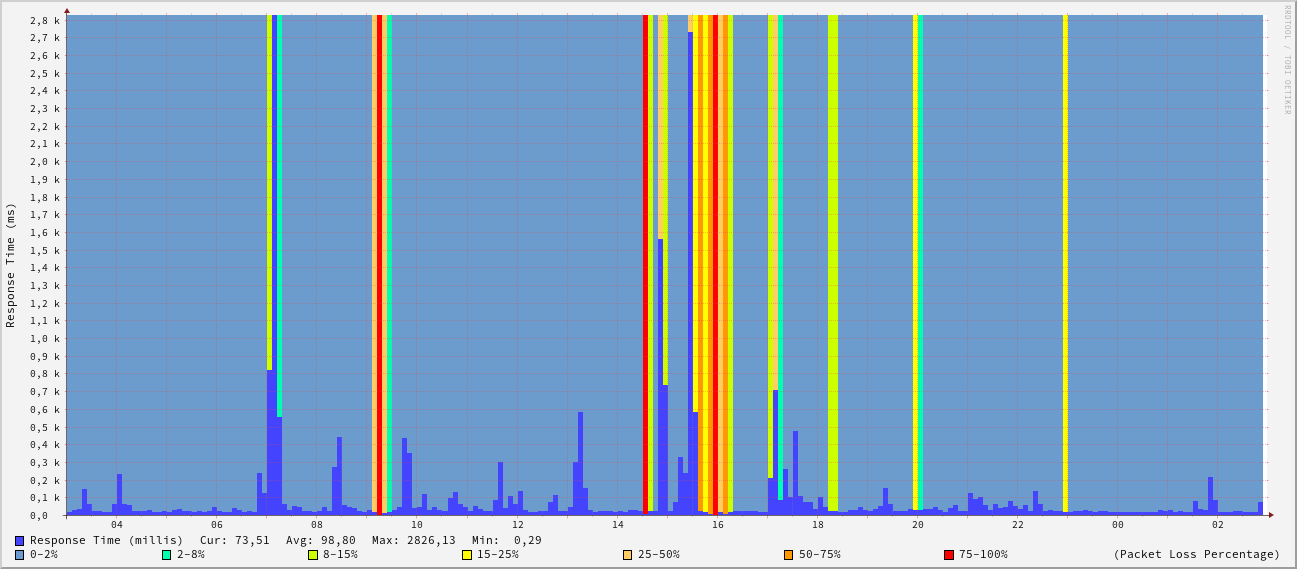 RRDTOOL / TOBI OETIKER
Response Time (ms)
2,8 k
2,7 k
2,6 k
2,5 k
2,4 k
2,3 k
2,2 k
2,1 k
2,0 k
1,9 k
1,8 k
1,7 k
1,6 k
1,5 k
1,4 k
1,3 k
1,2 k
1,1 k
1,0 k
0,9 k
0,8 k
0,7 k
0,6 k
0,5 k
0,4 k
0,3 k
0,2 k
0,1 k
0,0
04 06 08 10 12 14 16 18 20 22 00 02
Response Time (millis) Cur: 73,51 Avg: 98,80 Max: 2826,13 Min: 0,29
0-2% 2-8% 8-15% 15-25% 25-50% 50-75% 75-100% (Packet Loss Percentage)